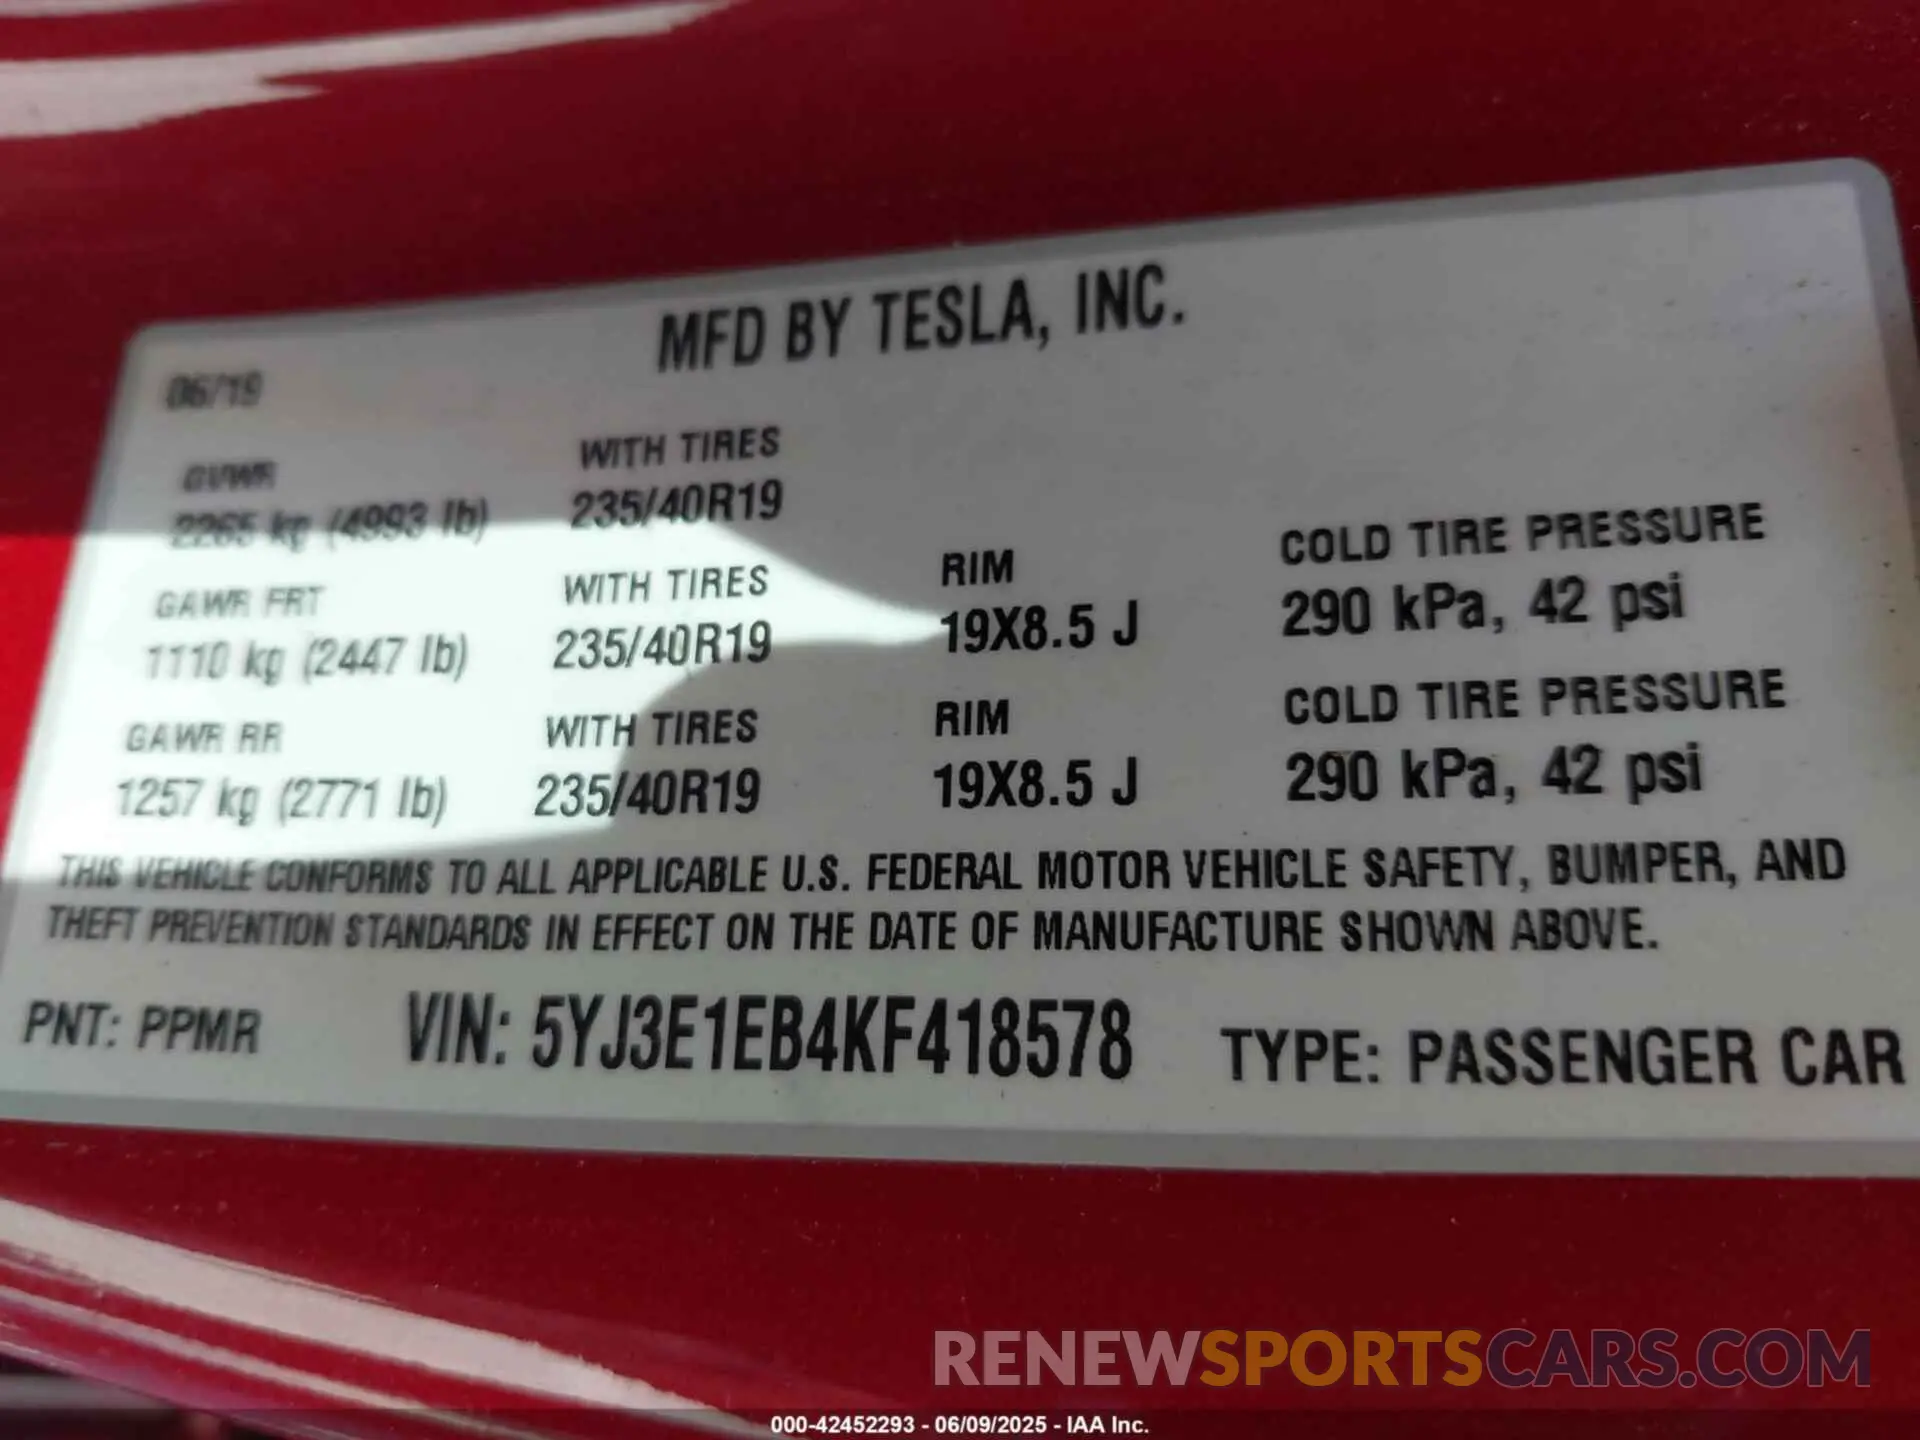 MFD BY TESLA, INC.
06/19
GVWR
WITH TIRES
2265 kg (4993 lb)
235/40R19
GAWR FRT
WITH TIRES
RIM
COLD TIRE PRESSURE
1110 kg (2447 lb)
235/40R19
19X8.5 J
290 kPa, 42 psi
GAWR RR
WITH TIRES
RIM
COLD TIRE PRESSURE
1257 kg (2771 lb)
235/40R19
19X8.5 J
290 kPa, 42 psi
THIS VEHICLE CONFORMS TO ALL APPLICABLE U.S. FEDERAL MOTOR VEHICLE SAFETY, BUMPER, AND
THEFT PREVENTION STANDARDS IN EFFECT ON THE DATE OF MANUFACTURE SHOWN ABOVE.
PNT: PPMR
VIN: 5YJ3E1EB4KF418578
TYPE: PASSENGER CAR
RENEWSPORTSCARS.COM
000-42452293 - 06/09/2025 - IAA Inc.